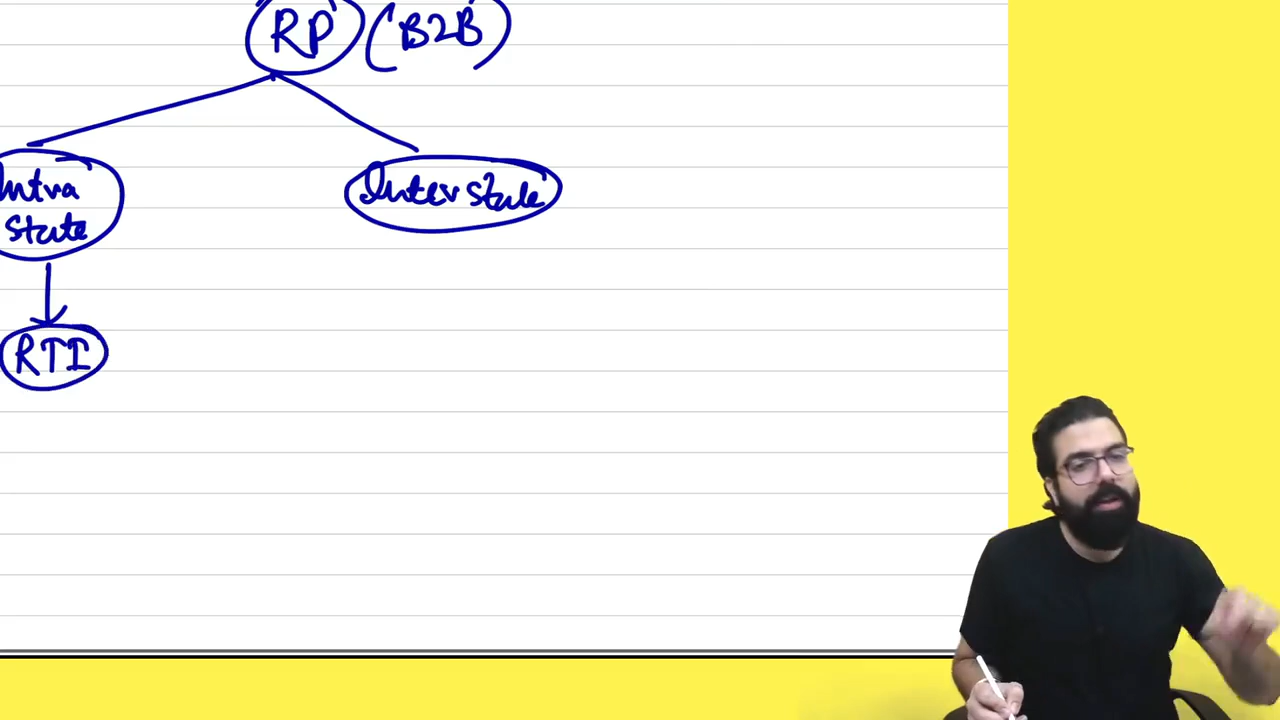 RP (B2B)
Intra
State
Inter State
RTI